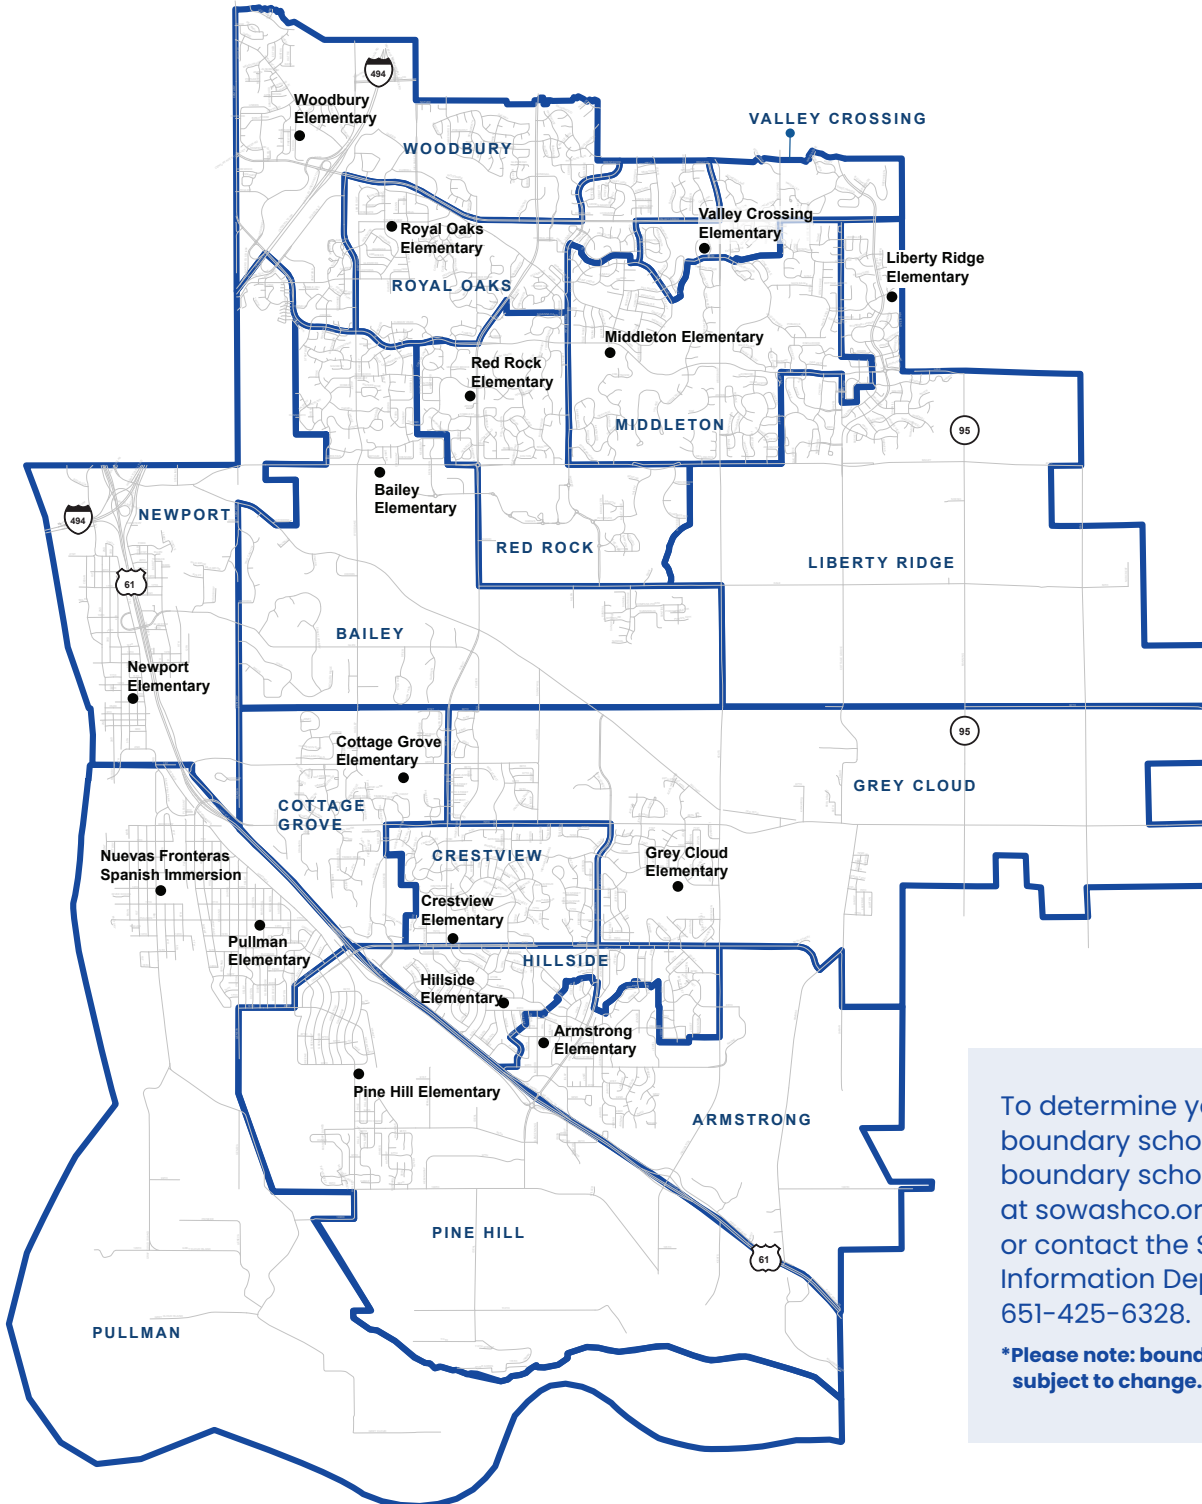 494
Woodbury
Elementary
WOODBURY
VALLEY CROSSING
Royal Oaks
Elementary
Valley Crossing
Elementary
Liberty Ridge
Elementary
ROYAL OAKS
Middleton Elementary
Red Rock
Elementary
MIDDLETON
95
Bailey
Elementary
494
NEWPORT
RED ROCK
LIBERTY RIDGE
61
BAILEY
Newport
Elementary
95
Cottage Grove
Elementary
GREY CLOUD
COTTAGE
GROVE
CRESTVIEW
Grey Cloud
Elementary
Nuevas Fronteras
Spanish Immersion
Crestview
Elementary
Pullman
Elementary
HILLSIDE
Hillside
Elementary
Armstrong
Elementary
Pine Hill Elementary
ARMSTRONG
PINE HILL
61
PULLMAN
To determine y
boundary scho
boundary scho
at sowashco.or
or contact the S
Information Dep
651-425-6328.
*Please note: bound
subject to change.